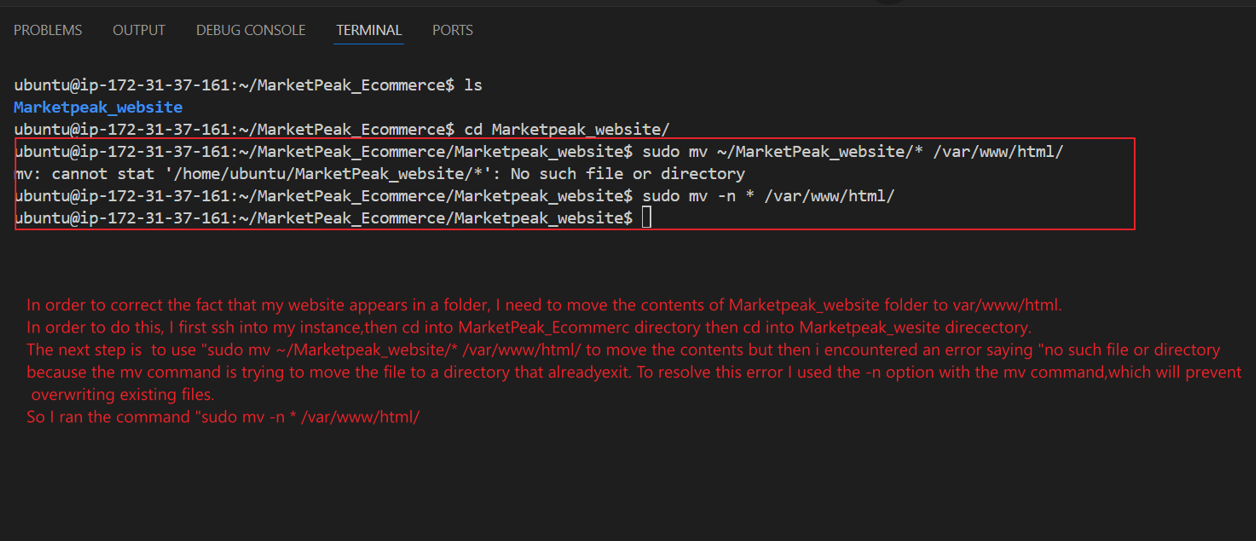 PROBLEMS OUTPUT DEBUG CONSOLE TERMINAL PORTS
ubuntu@ip-172-31-37-161:~/MarketPeak_Ecommerce$ ls
Marketpeak_website
ubuntu@ip-172-31-37-161:~/MarketPeak_Ecommerce$ cd Marketpeak_website/
ubuntu@ip-172-31-37-161:~/MarketPeak_Ecommerce/Marketpeak_website$ sudo mv ~/MarketPeak_website/* /var/www/html/
mv: cannot stat '/home/ubuntu/MarketPeak_website/*': No such file or directory
ubuntu@ip-172-31-37-161:~/MarketPeak_Ecommerce/Marketpeak_website$ sudo mv -n * /var/www/html/
ubuntu@ip-172-31-37-161:~/MarketPeak_Ecommerce/Marketpeak_website$
In order to correct the fact that my website appears in a folder, I need to move the contents of Marketpeak_website folder to var/www/html.
In order to do this, I first ssh into my instance,then cd into MarketPeak_Ecommerc directory then cd into Marketpeak_wesite direcectory.
The next step is to use "sudo mv ~/Marketpeak_website/* /var/www/html/ to move the contents but then i encountered an error saying "no such file or directory
because the mv command is trying to move the file to a directory that alreadyexit. To resolve this error I used the -n option with the mv command,which will prevent
overwriting existing files.
So I ran the command "sudo mv -n * /var/www/html/